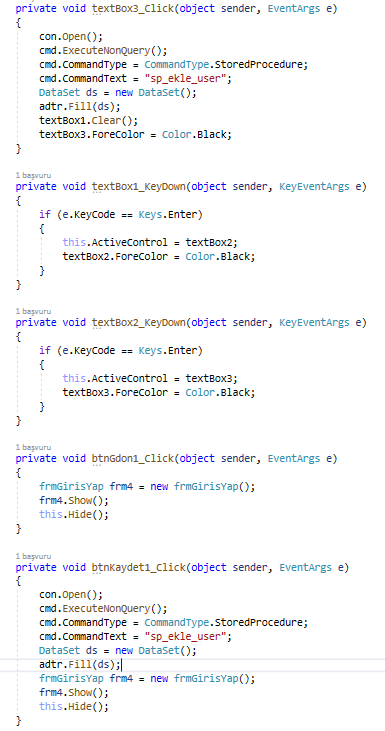 private void textBox3_Click(object sender, EventArgs e)
{
con.Open();
cmd.ExecuteNonQuery();
cmd.CommandType = CommandType.StoredProcedure;
cmd.CommandText = "sp_ekle_user";
DataSet ds = new DataSet();
adtr.Fill(ds);
textBox1.Clear();
textBox3.ForeColor = Color.Black;
}
1 başvuru
private void textBox1_KeyDown(object sender, KeyEventArgs e)
{
if (e.KeyCode == Keys.Enter)
{
this.ActiveControl = textBox2;
textBox2.ForeColor = Color.Black;
}
}
1 başvuru
private void textBox2_KeyDown(object sender, KeyEventArgs e)
{
if (e.KeyCode == Keys.Enter)
{
this.ActiveControl = textBox3;
textBox3.ForeColor = Color.Black;
}
}
1 başvuru
private void btnGdon1_Click(object sender, EventArgs e)
{
frmGirisYap frm4 = new frmGirisYap();
frm4.Show();
this.Hide();
}
1 başvuru
private void btnKaydet1_Click(object sender, EventArgs e)
{
con.Open();
cmd.ExecuteNonQuery();
cmd.CommandType = CommandType.StoredProcedure;
cmd.CommandText = "sp_ekle_user";
DataSet ds = new DataSet();
adtr.Fill(ds);
frmGirisYap frm4 = new frmGirisYap();
frm4.Show();
this.Hide();
}